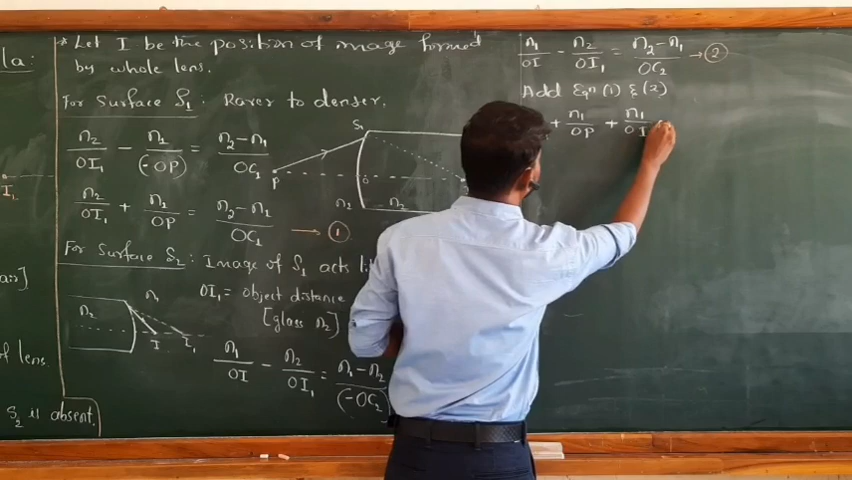 la:
I₁
air]
of lens.
S₂ is absent.
* Let I be the position of image formed
by whole lens.
For Surface S₁ : Rarer to denser.
n₂/OI₁ - n₁/(-OP) = n₂-n₁/OC₁
n₂/OI₁ + n₁/OP = n₂-n₁/OC₁ → ①
For Surface S₂ : Image of S₁ acts
OI₁ = object distance
[glass n₂]
n₁/OI - n₂/OI₁ = n₁-n₂/(-OC₂)
S₁
P
O
n₂
n₂
n₁
n₂
I
I₁
n₁/OI - n₂/OI₁ = n₂-n₁/OC₂ → ②
Add Eqn (1) & (2)
+ n₁/OP + n₁/OI